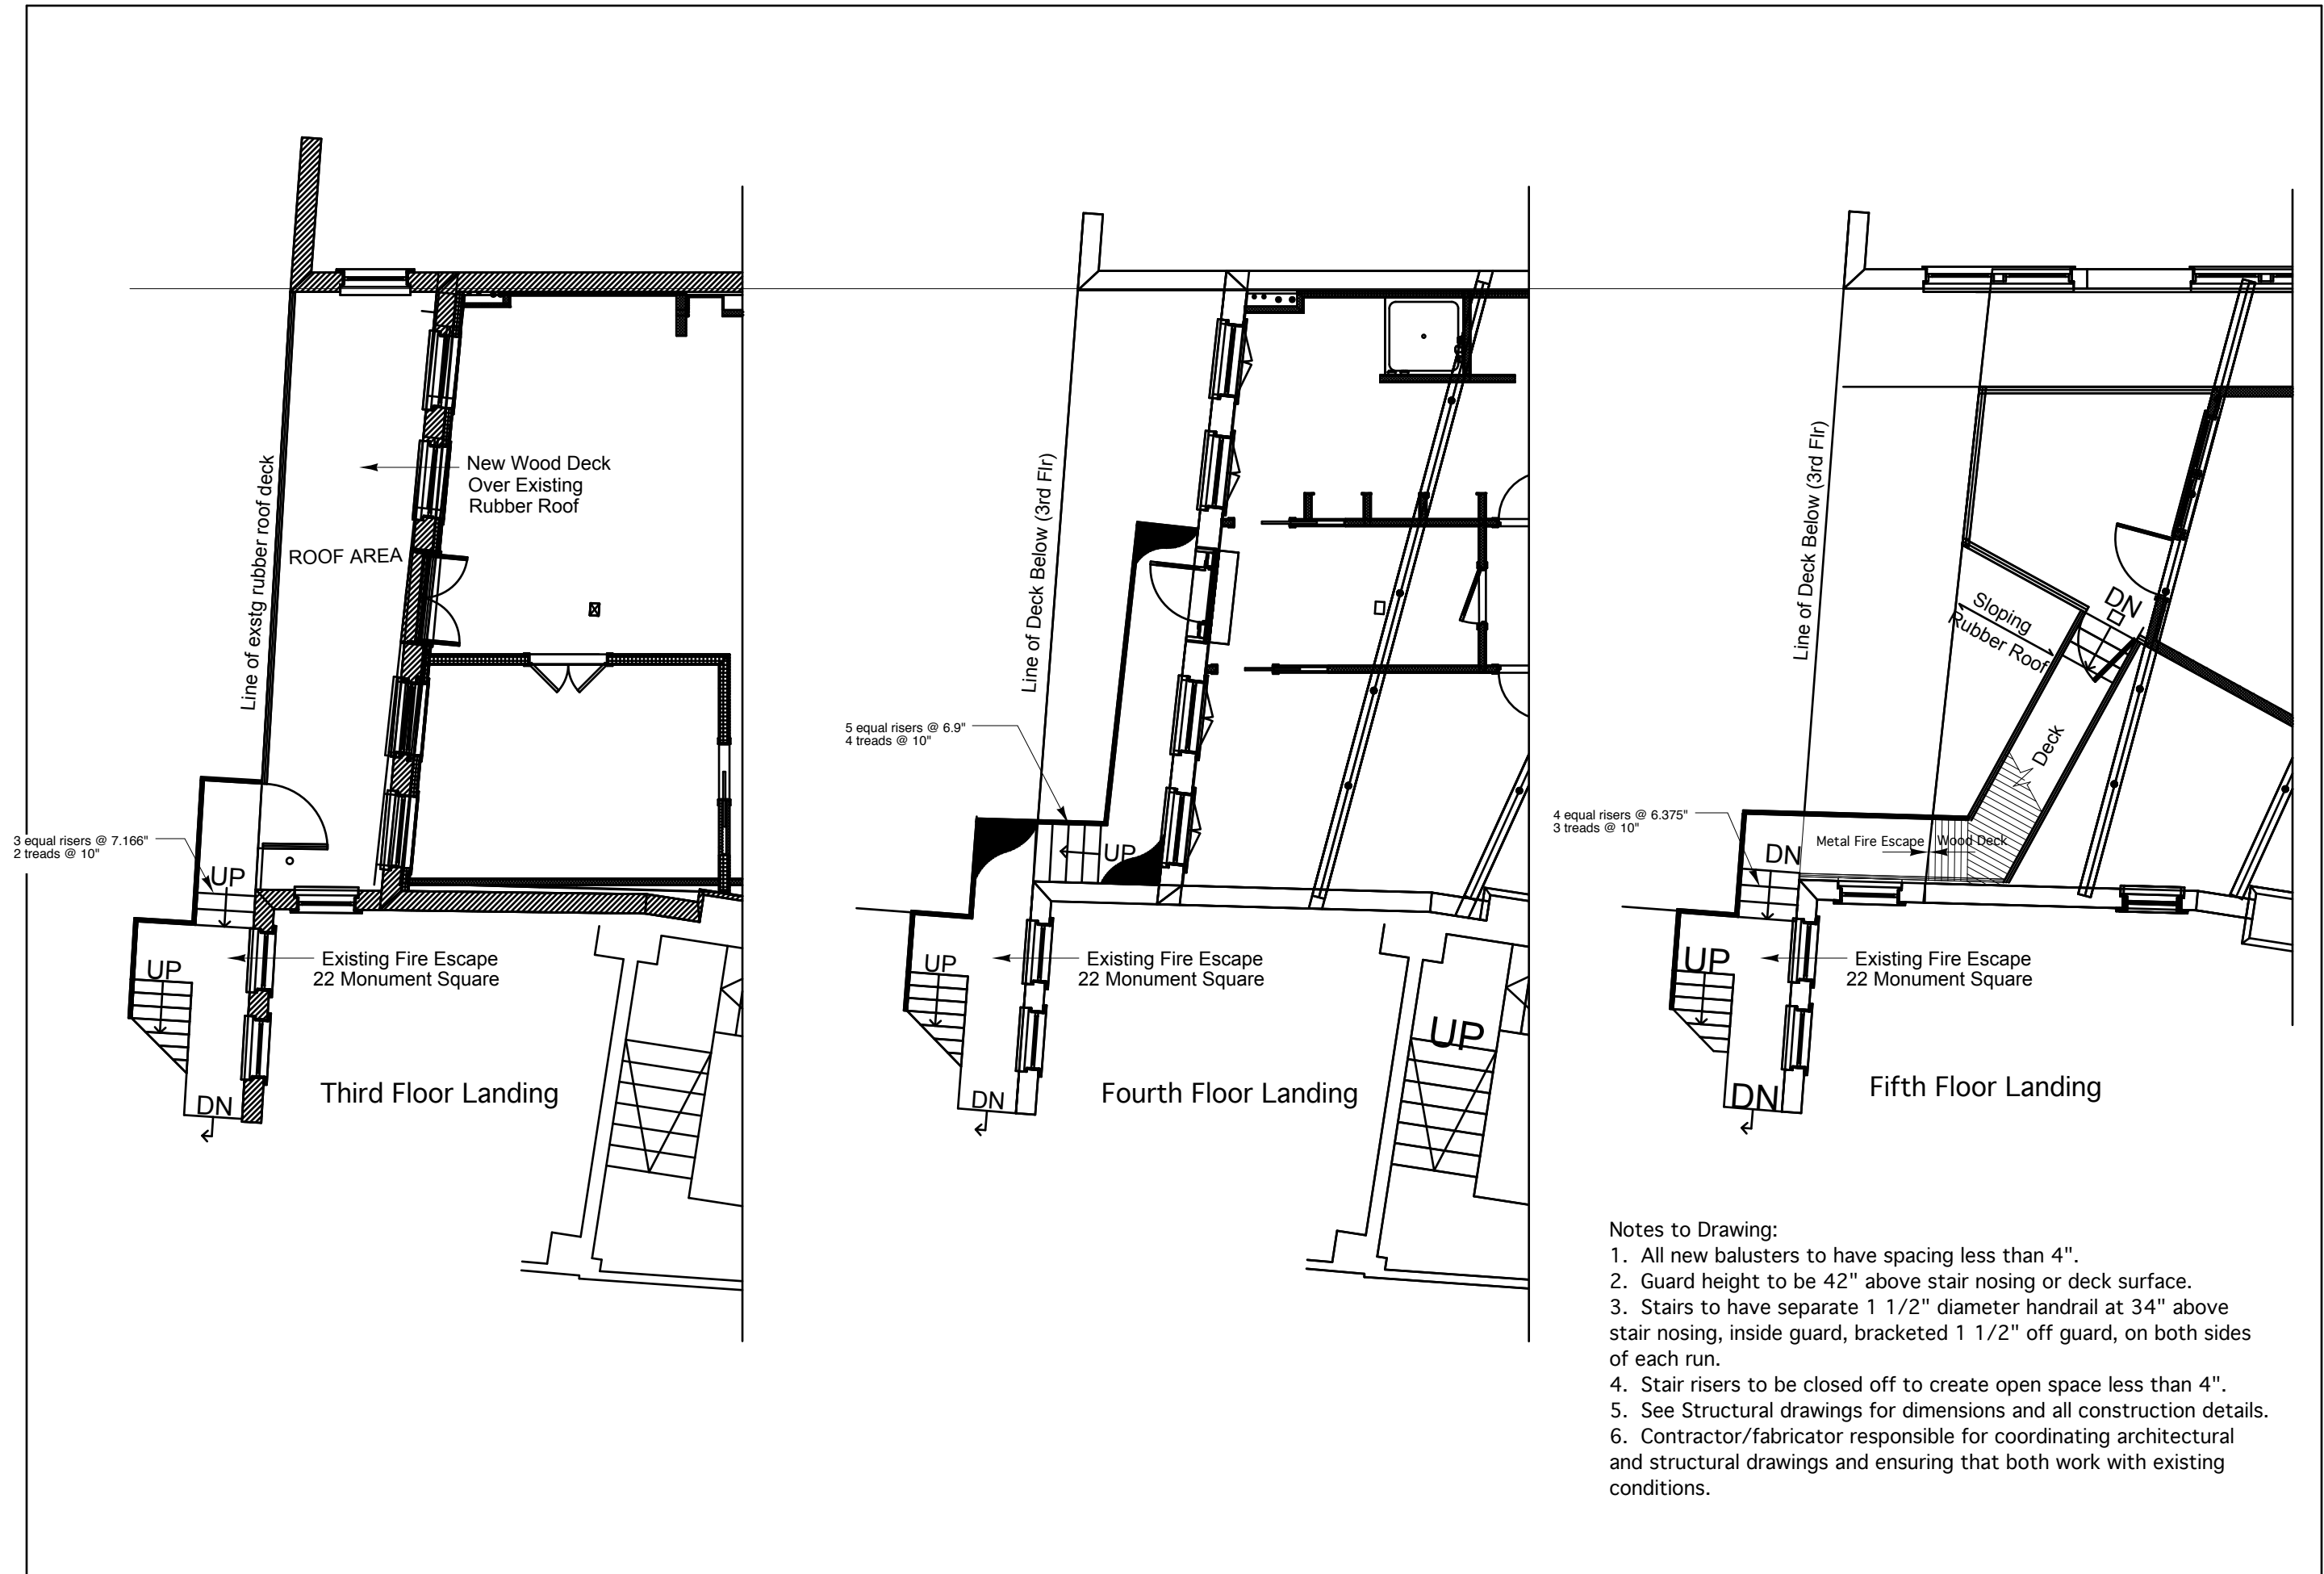 Line of exstg rubber roof deck
New Wood Deck
Over Existing
Rubber Roof
ROOF AREA
3 equal risers @ 7.166"
2 treads @ 10"
UP
UP
Existing Fire Escape
22 Monument Square
DN
Third Floor Landing
Line of Deck Below (3rd Flr)
5 equal risers @ 6.9"
4 treads @ 10"
UP
UP
Existing Fire Escape
22 Monument Square
UP
DN
Fourth Floor Landing
Line of Deck Below (3rd Flr)
DN
Sloping
Rubber Roof
Deck
4 equal risers @ 6.375"
3 treads @ 10"
Metal Fire Escape
Wood Deck
DN
UP
Existing Fire Escape
22 Monument Square
DN
Fifth Floor Landing
Notes to Drawing:
1. All new balusters to have spacing less than 4".
2. Guard height to be 42" above stair nosing or deck surface.
3. Stairs to have separate 1 1/2" diameter handrail at 34" above
stair nosing, inside guard, bracketed 1 1/2" off guard, on both sides
of each run.
4. Stair risers to be closed off to create open space less than 4".
5. See Structural drawings for dimensions and all construction details.
6. Contractor/fabricator responsible for coordinating architectural
and structural drawings and ensuring that both work with existing
conditions.